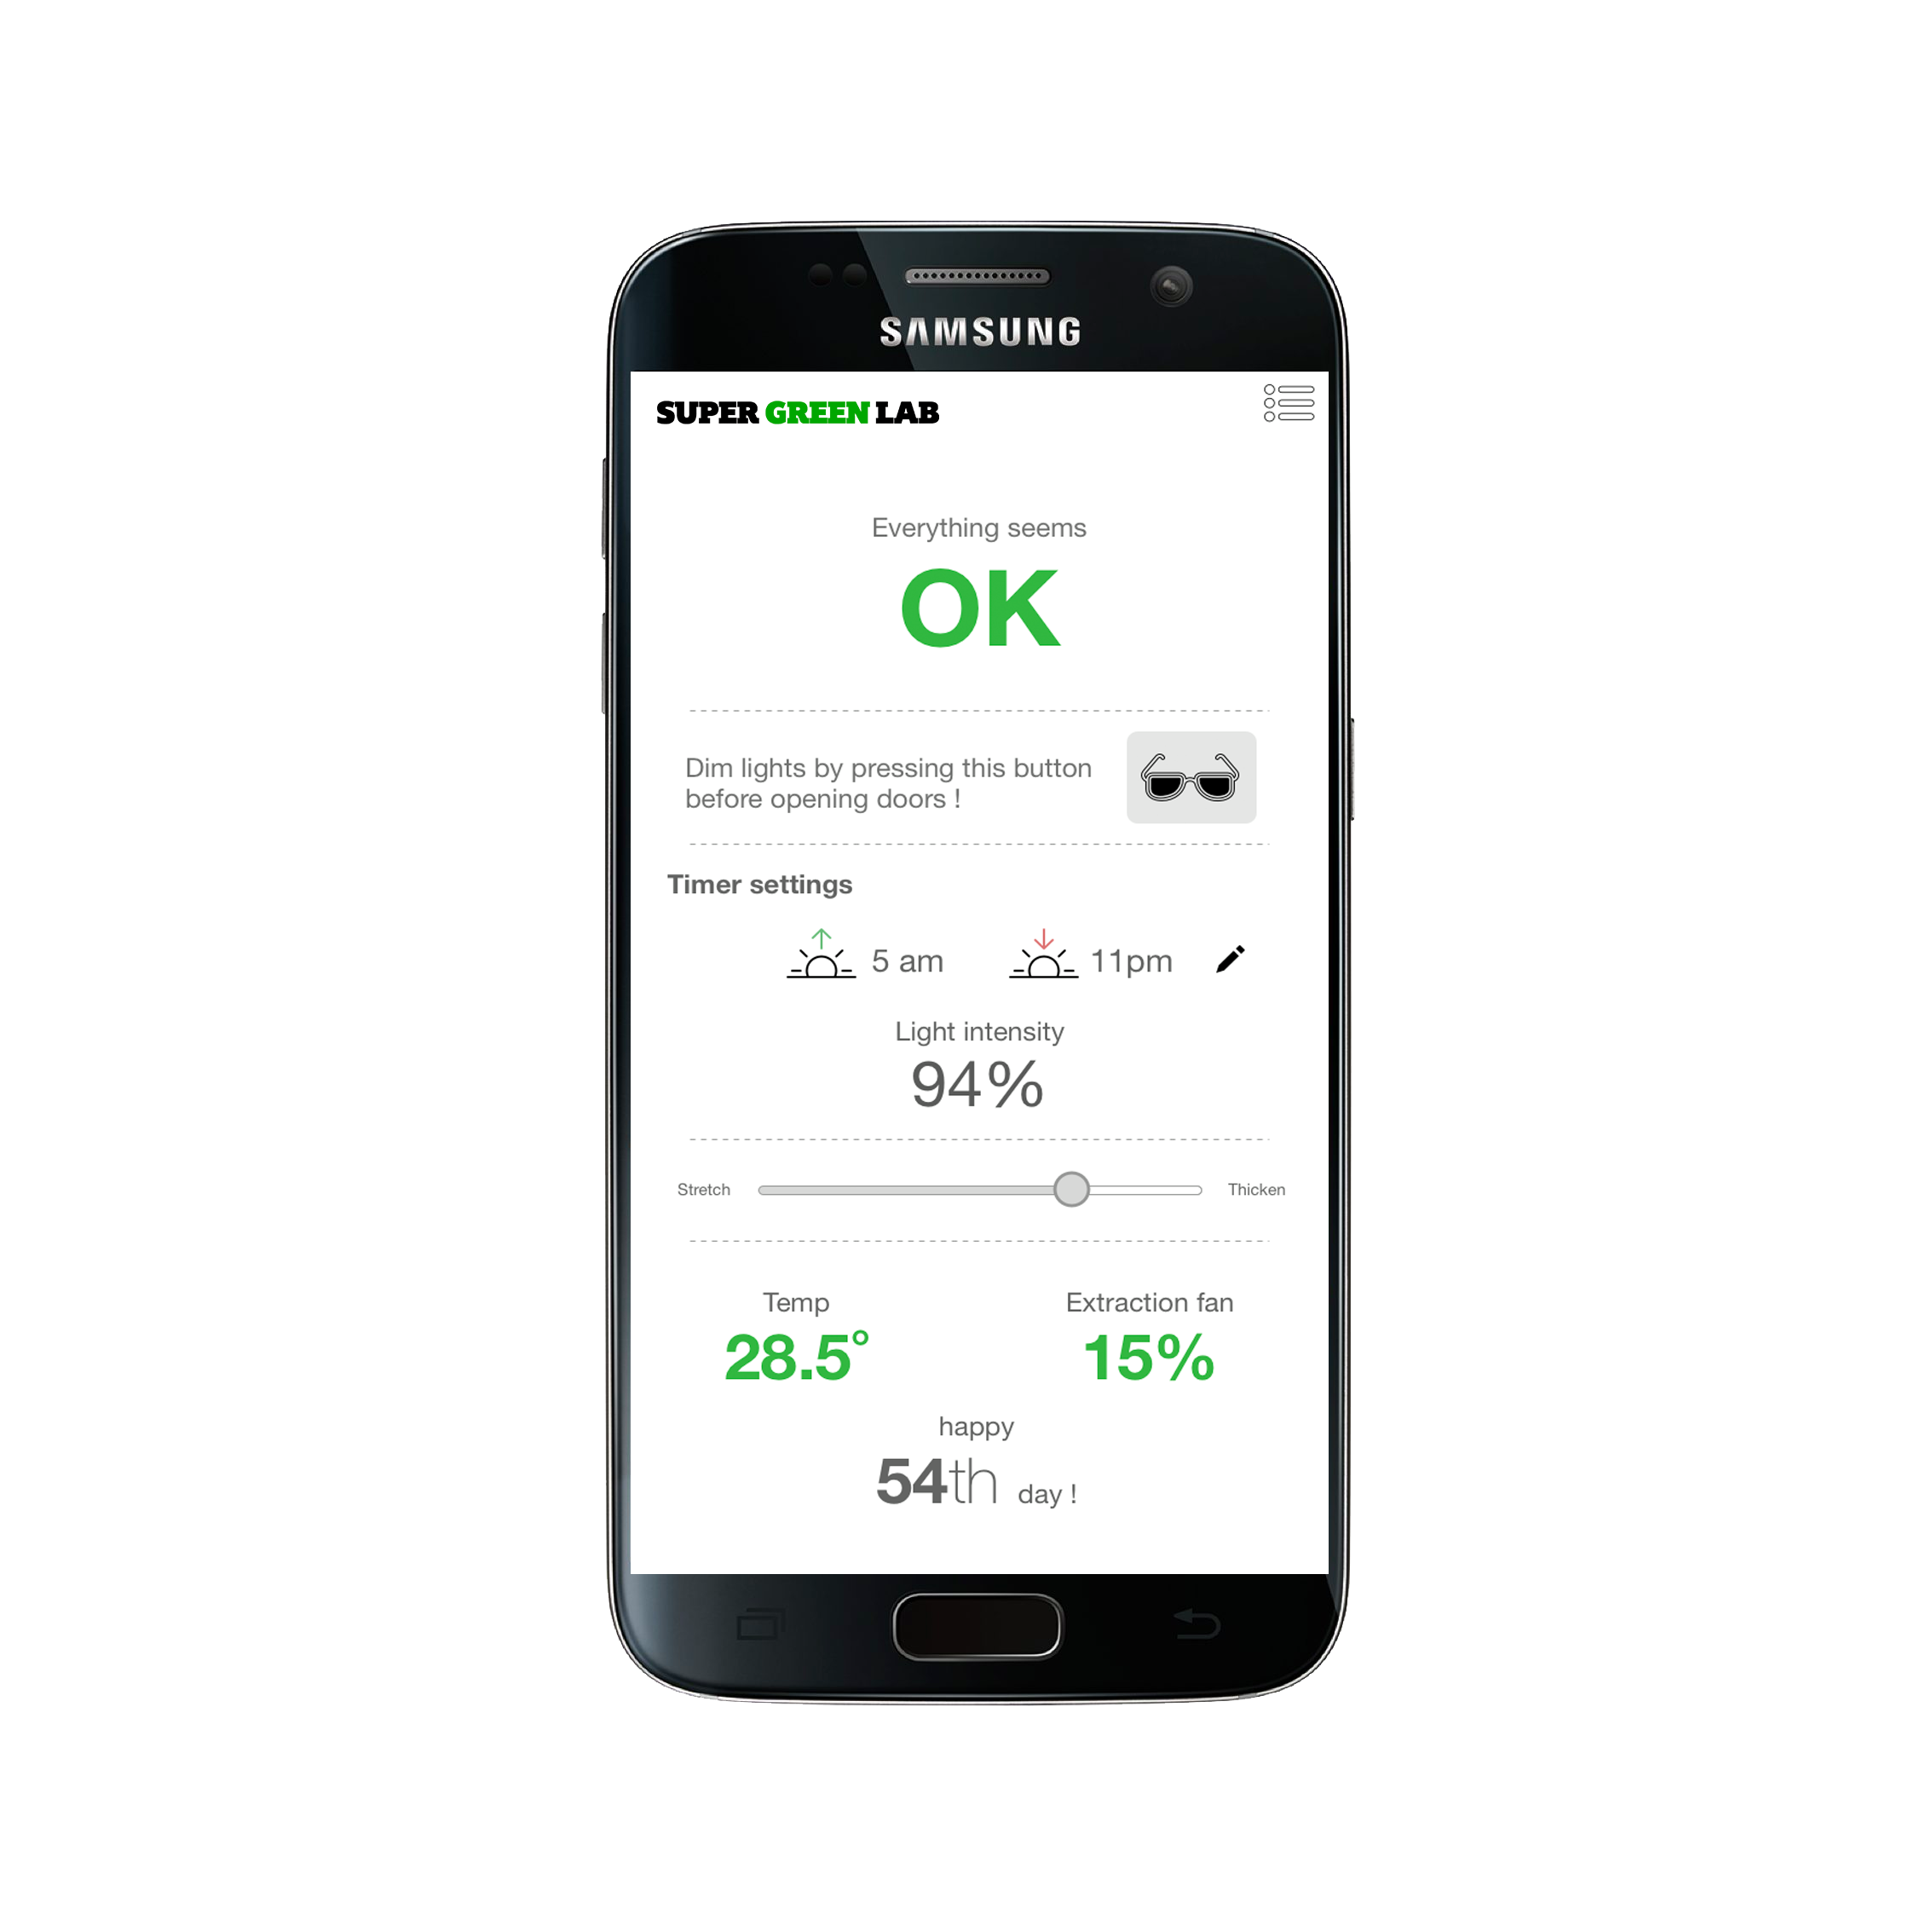 SAMSUNG
SUPER GREEN LAB
Everything seems
OK
Dim lights by pressing this button
before opening doors !
Timer settings
5 am 11pm
Light intensity
94%
Stretch Thicken
Temp Extraction fan
28.5° 15%
happy
54th day !